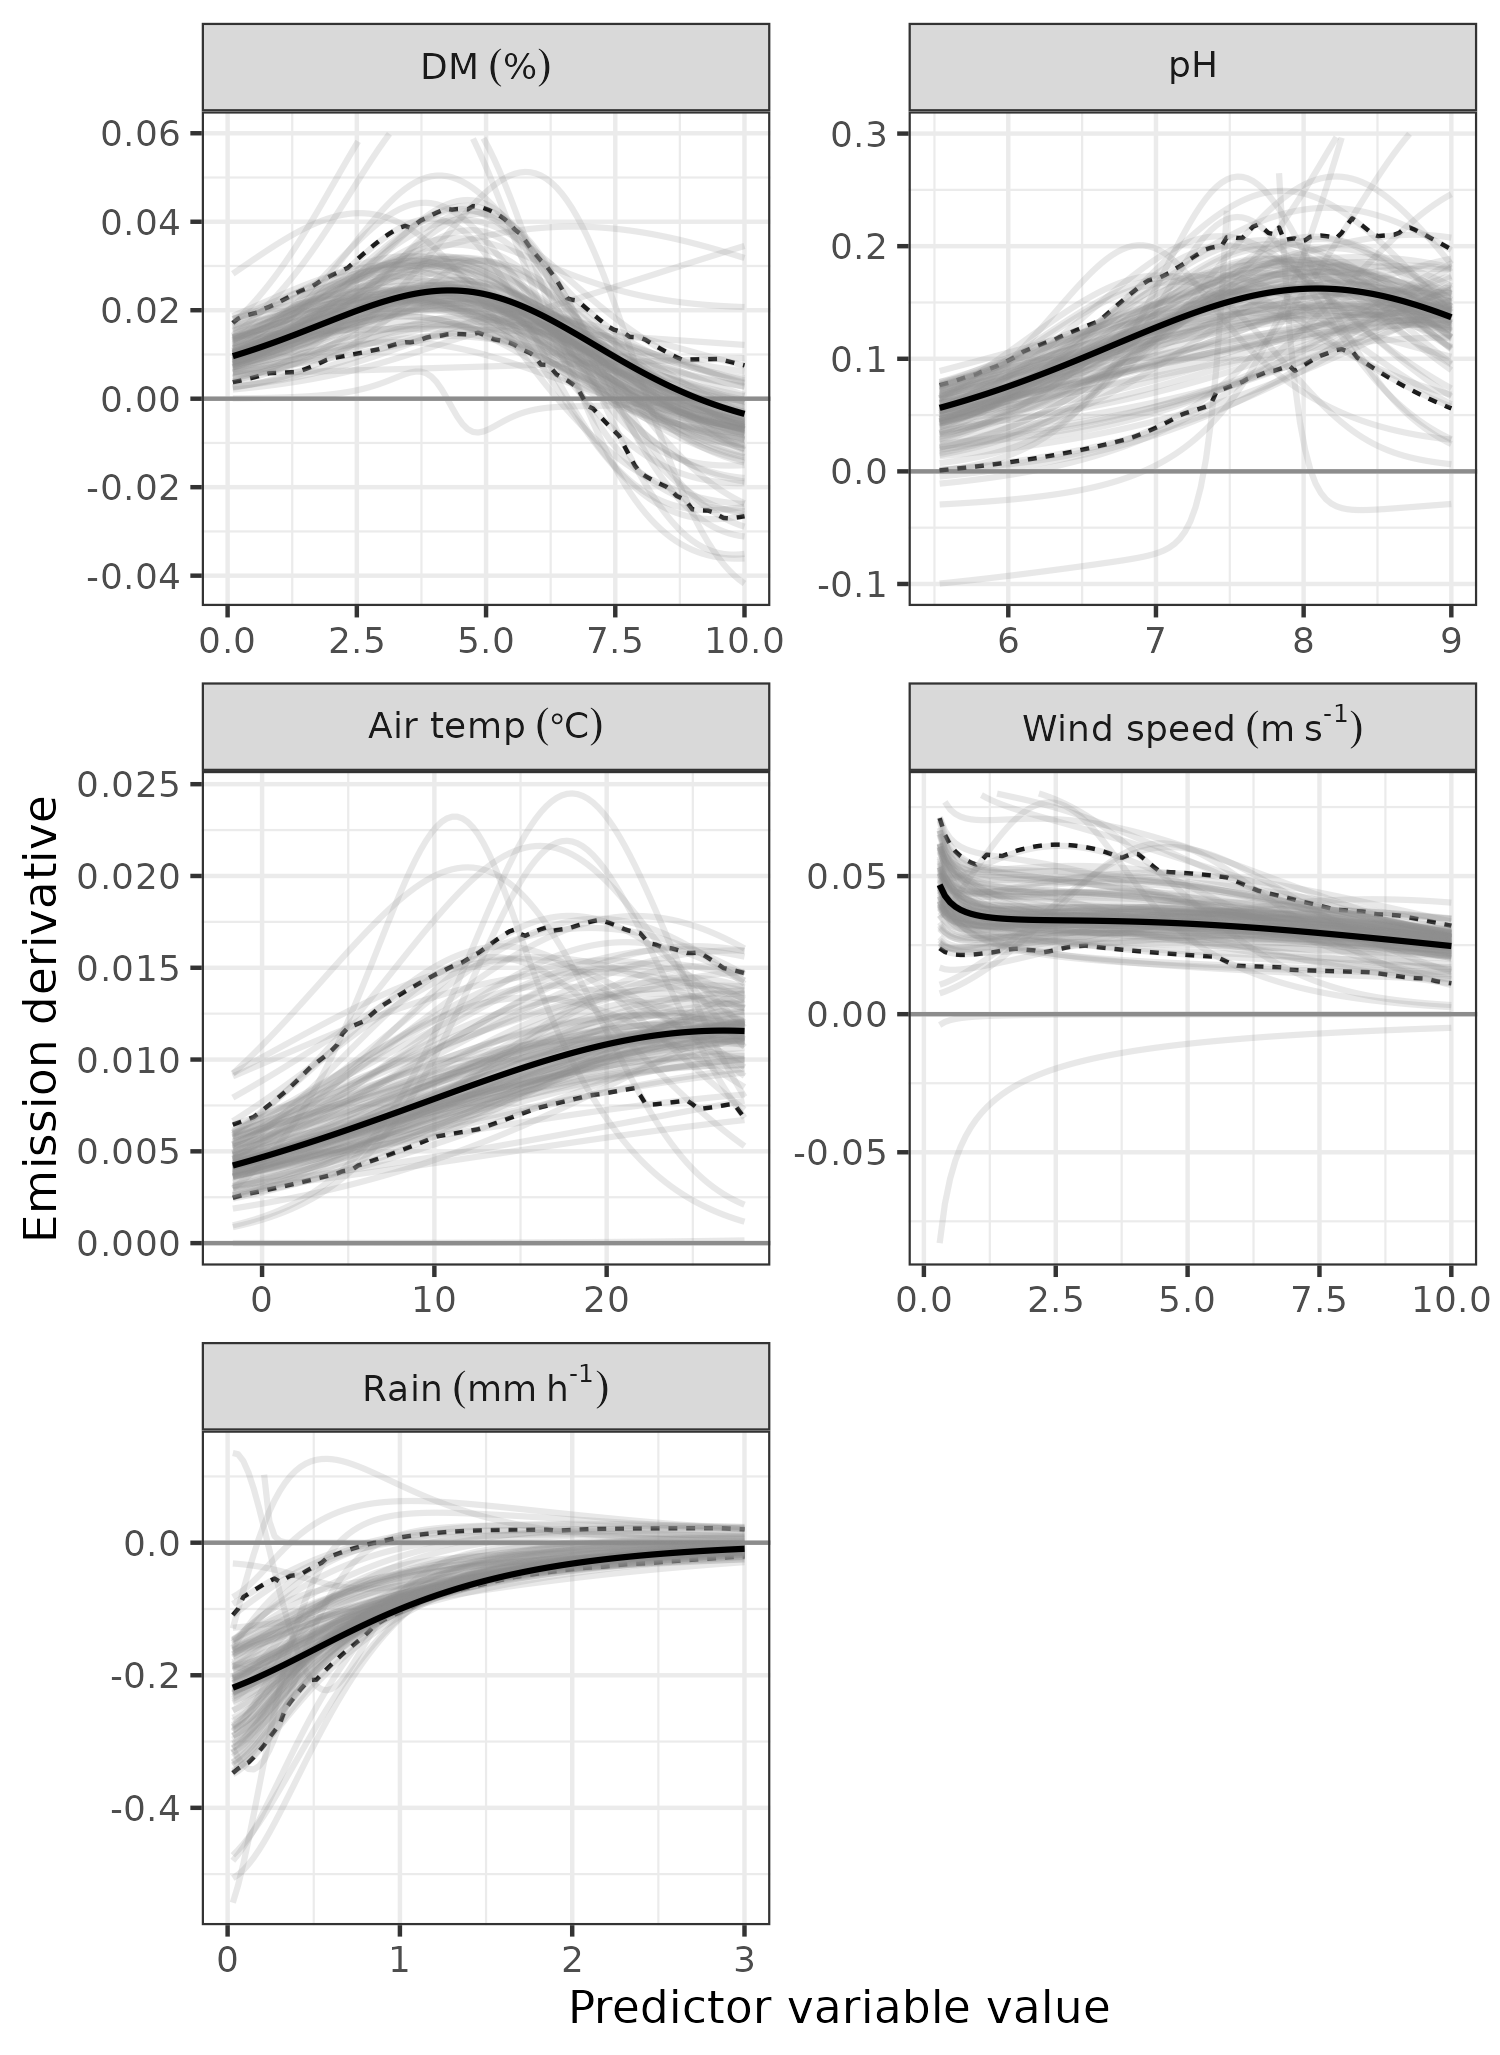 DM (%)
pH
0.06
0.04
0.02
0.00
-0.02
-0.04
0.3
0.2
0.1
0.0
-0.1
0.0 2.5 5.0 7.5 10.0
6 7 8 9
Air temp (°C)
Wind speed (m s⁻¹)
Emission derivative
0.025
0.020
0.015
0.010
0.005
0.000
0.05
0.00
-0.05
0 10 20
0.0 2.5 5.0 7.5 10.0
Rain (mm h⁻¹)
0.0
-0.2
-0.4
0 1 2 3
Predictor variable value